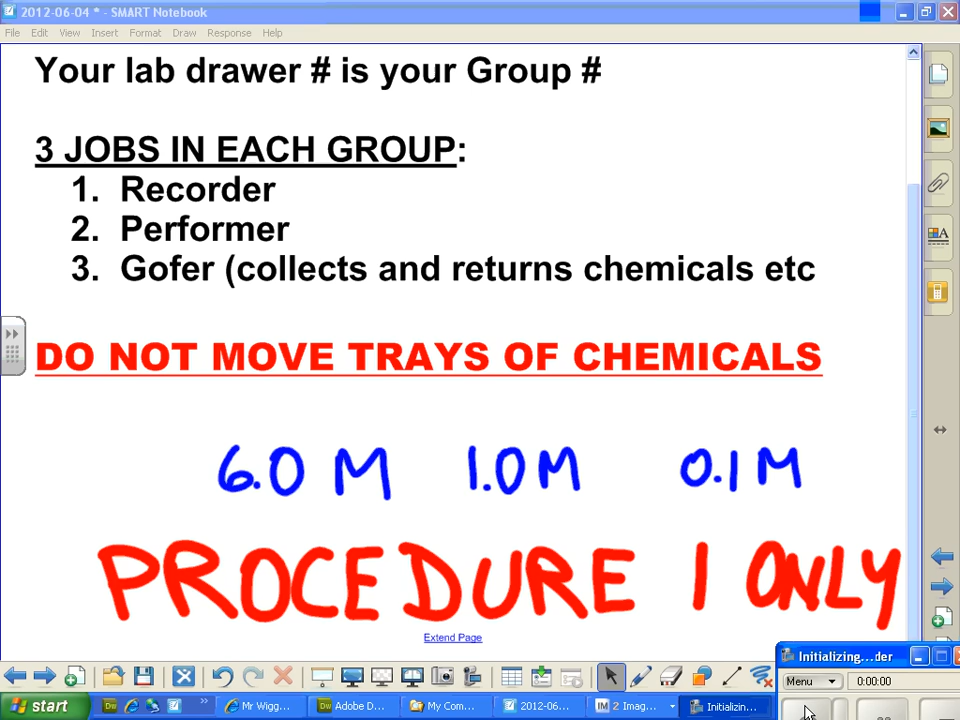 2012-06-04 * - SMART Notebook
File Edit View Insert Format Draw Response Help
Your lab drawer # is your Group #
3 JOBS IN EACH GROUP:
1. Recorder
2. Performer
3. Gofer (collects and returns chemicals etc
DO NOT MOVE TRAYS OF CHEMICALS
6.0 M 1.0 M 0.1 M
PROCEDURE 1 ONLY
Extend Page
Initializing...der
Menu 0:00:00
start Mr Wigg... Adobe D... My Com... 2012-06... 2 Imag... Initializin...